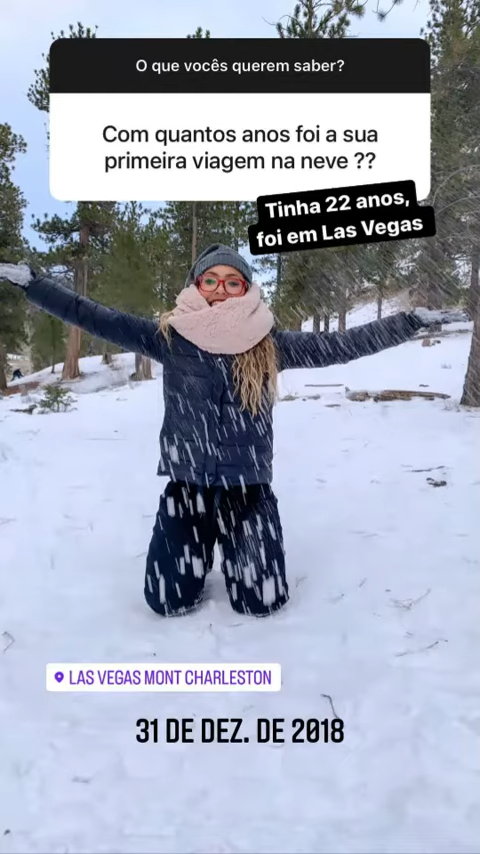 O que vocês querem saber?
Com quantos anos foi a sua
primeira viagem na neve ??
Tinha 22 anos,
foi em Las Vegas
LAS VEGAS MONT CHARLESTON
31 DE DEZ. DE 2018